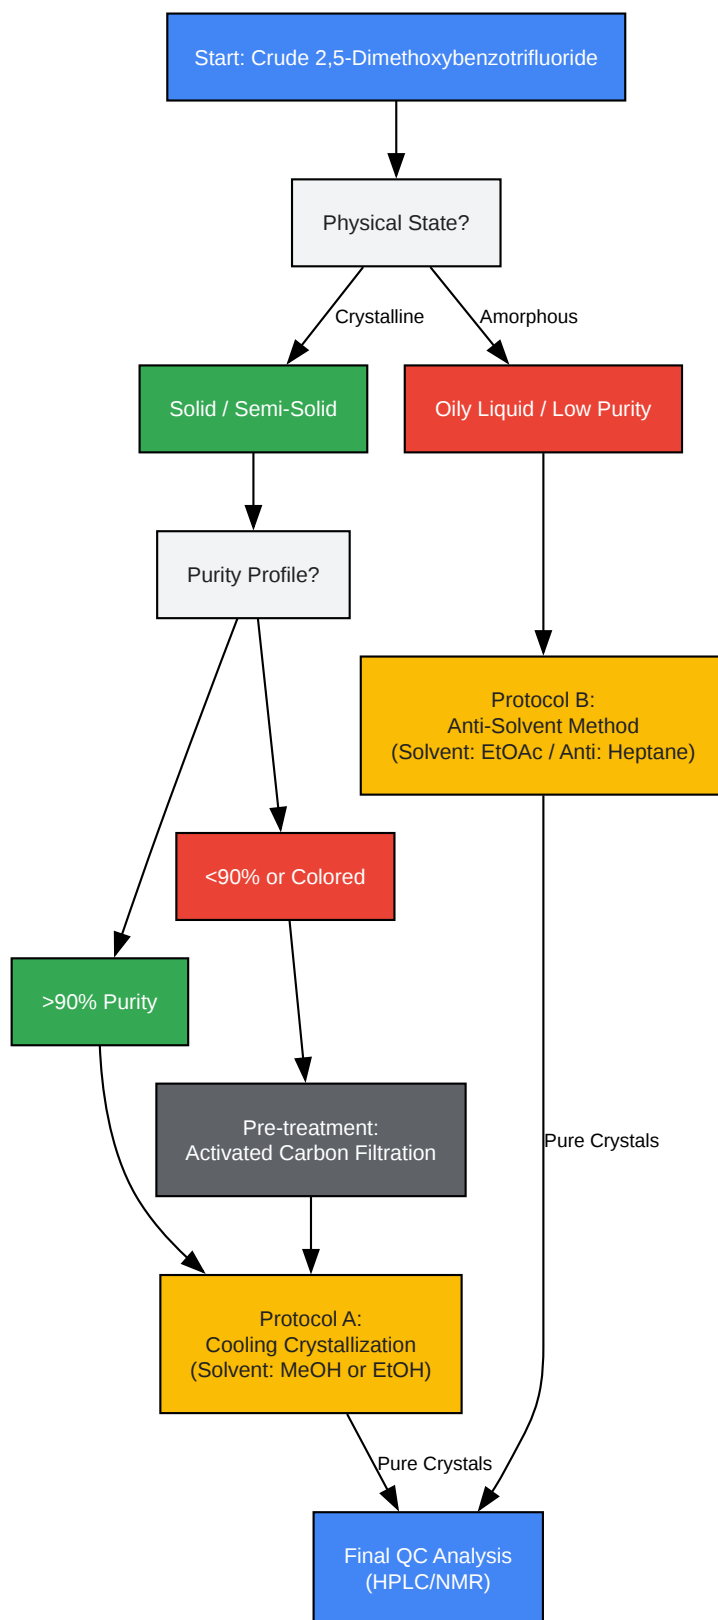 Start: Crude 2,5-Dimethoxybenzotrifluoride
Physical State?
Crystalline
Amorphous
Solid / Semi-Solid
Oily Liquid / Low Purity
Purity Profile?
Protocol B:
Anti-Solvent Method
(Solvent: EtOAc / Anti: Heptane)
<90% or Colored
>90% Purity
Pre-treatment:
Activated Carbon Filtration
Pure Crystals
Protocol A:
Cooling Crystallization
(Solvent: MeOH or EtOH)
Pure Crystals
Final QC Analysis
(HPLC/NMR)